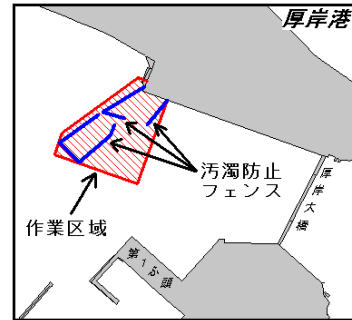 厚岸港
汚濁防止
フェンス
厚岸大橋
作業区域
第1ふ頭